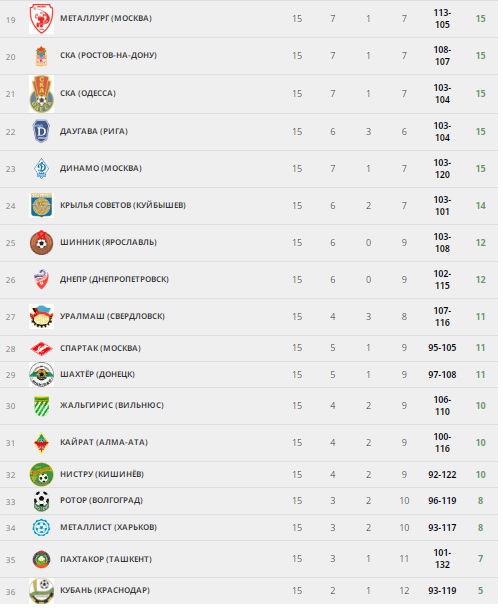 19 МЕТАЛЛУРГ (МОСКВА) 15 7 1 7 113-105 15
20 СКА (РОСТОВ-НА-ДОНУ) 15 7 1 7 108-107 15
21 СКА (ОДЕССА) 15 7 1 7 103-104 15
22 ДАУГАВА (РИГА) 15 6 3 6 103-104 15
23 ДИНАМО (МОСКВА) 15 7 1 7 103-120 15
24 КРЫЛЬЯ СОВЕТОВ (КУЙБЫШЕВ) 15 6 2 7 103-101 14
25 ШИННИК (ЯРОСЛАВЛЬ) 15 6 0 9 103-108 12
26 ДНЕПР (ДНЕПРОПЕТРОВСК) 15 6 0 9 102-115 12
27 УРАЛМАШ (СВЕРДЛОВСК) 15 4 3 8 107-116 11
28 СПАРТАК (МОСКВА) 15 5 1 9 95-105 11
29 ШАХТЁР (ДОНЕЦК) 15 5 1 9 97-108 11
30 ЖАЛЬГИРИС (ВИЛЬНЮС) 15 4 2 9 106-110 10
31 КАЙРАТ (АЛМА-АТА) 15 4 2 9 100-116 10
32 НИСТРУ (КИШИНЁВ) 15 4 2 9 92-122 10
33 РОТОР (ВОЛГОГРАД) 15 3 2 10 96-119 8
34 МЕТАЛЛИСТ (ХАРЬКОВ) 15 3 2 10 93-117 8
35 ПАХТАКОР (ТАШКЕНТ) 15 3 1 11 101-132 7
36 КУБАНЬ (КРАСНОДАР) 15 2 1 12 93-119 5